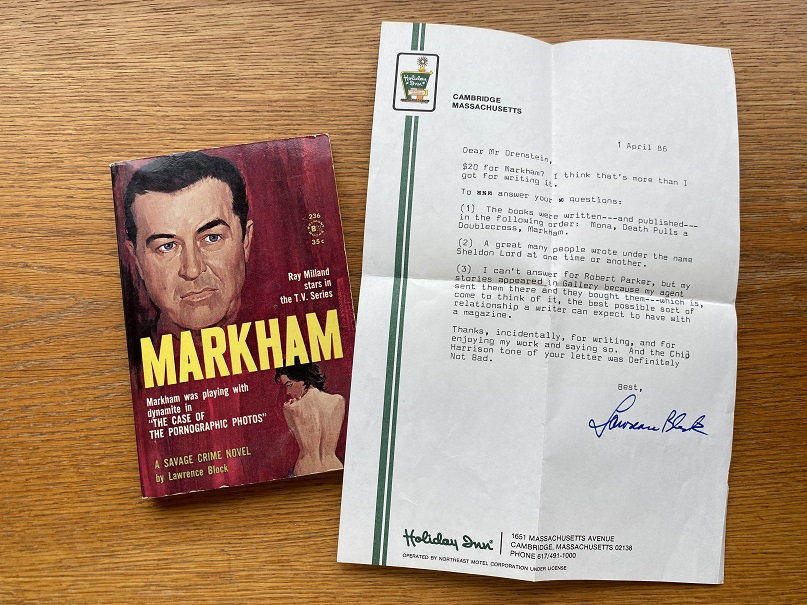 236
B
35¢
Ray Milland
stars in
the T.V. Series
MARKHAM
Markham was playing with
dynamite in
"THE CASE OF
THE PORNOGRAPHIC PHOTOS"
A SAVAGE CRIME NOVEL
by Lawrence Block
Holiday Inn
CAMBRIDGE
MASSACHUSETTS
1 April 86
Dear Mr Orenstein,
$20 for Markham? I think that's more than I
got for writing it.
To answer your questions:
(1) The books were written---and published---
in the following order: Mona, Death Pulls a
Doublecross, Markham.
(2) A great many people wrote under the name
Sheldon Lord at one time or another.
(3) I can't answer for Robert Parker, but my
stories appeared in Gallery because my agent
sent them there and they bought them---which is,
come to think of it, the best possible sort of
relationship a writer can expect to have with
a magazine.
Thanks, incidentally, for writing, and for
enjoying my work and saying so. And the Chip
Harrison tone of your letter was Definitely
Not Bad.
Best,
Lawrence Block
Holiday Inn
1651 MASSACHUSETTS AVENUE
CAMBRIDGE, MASSACHUSETTS 02138
PHONE 617/491-1000
OPERATED BY NORTHEAST MOTEL CORPORATION UNDER LICENSE